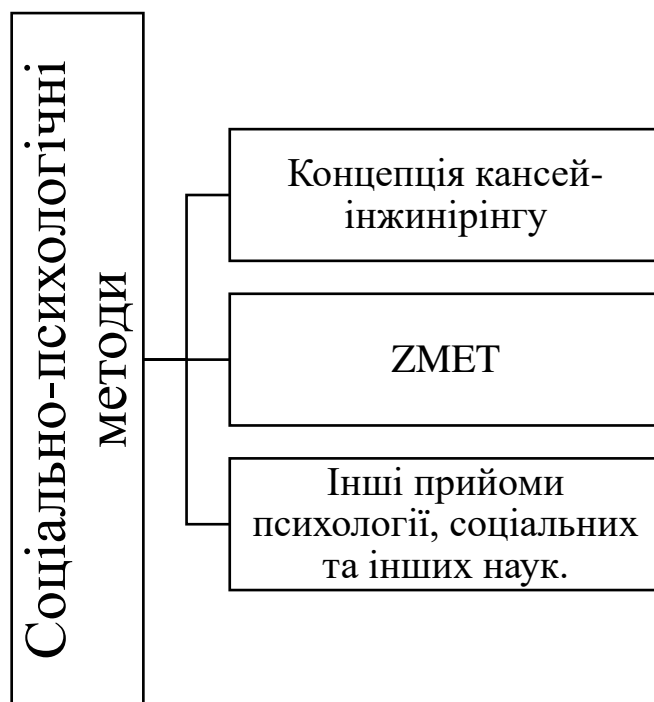 Соціально-психологічні
методи
Концепція кансей-
інжинірінгу
ZMET
Інші прийоми
психології, соціальних
та інших наук.